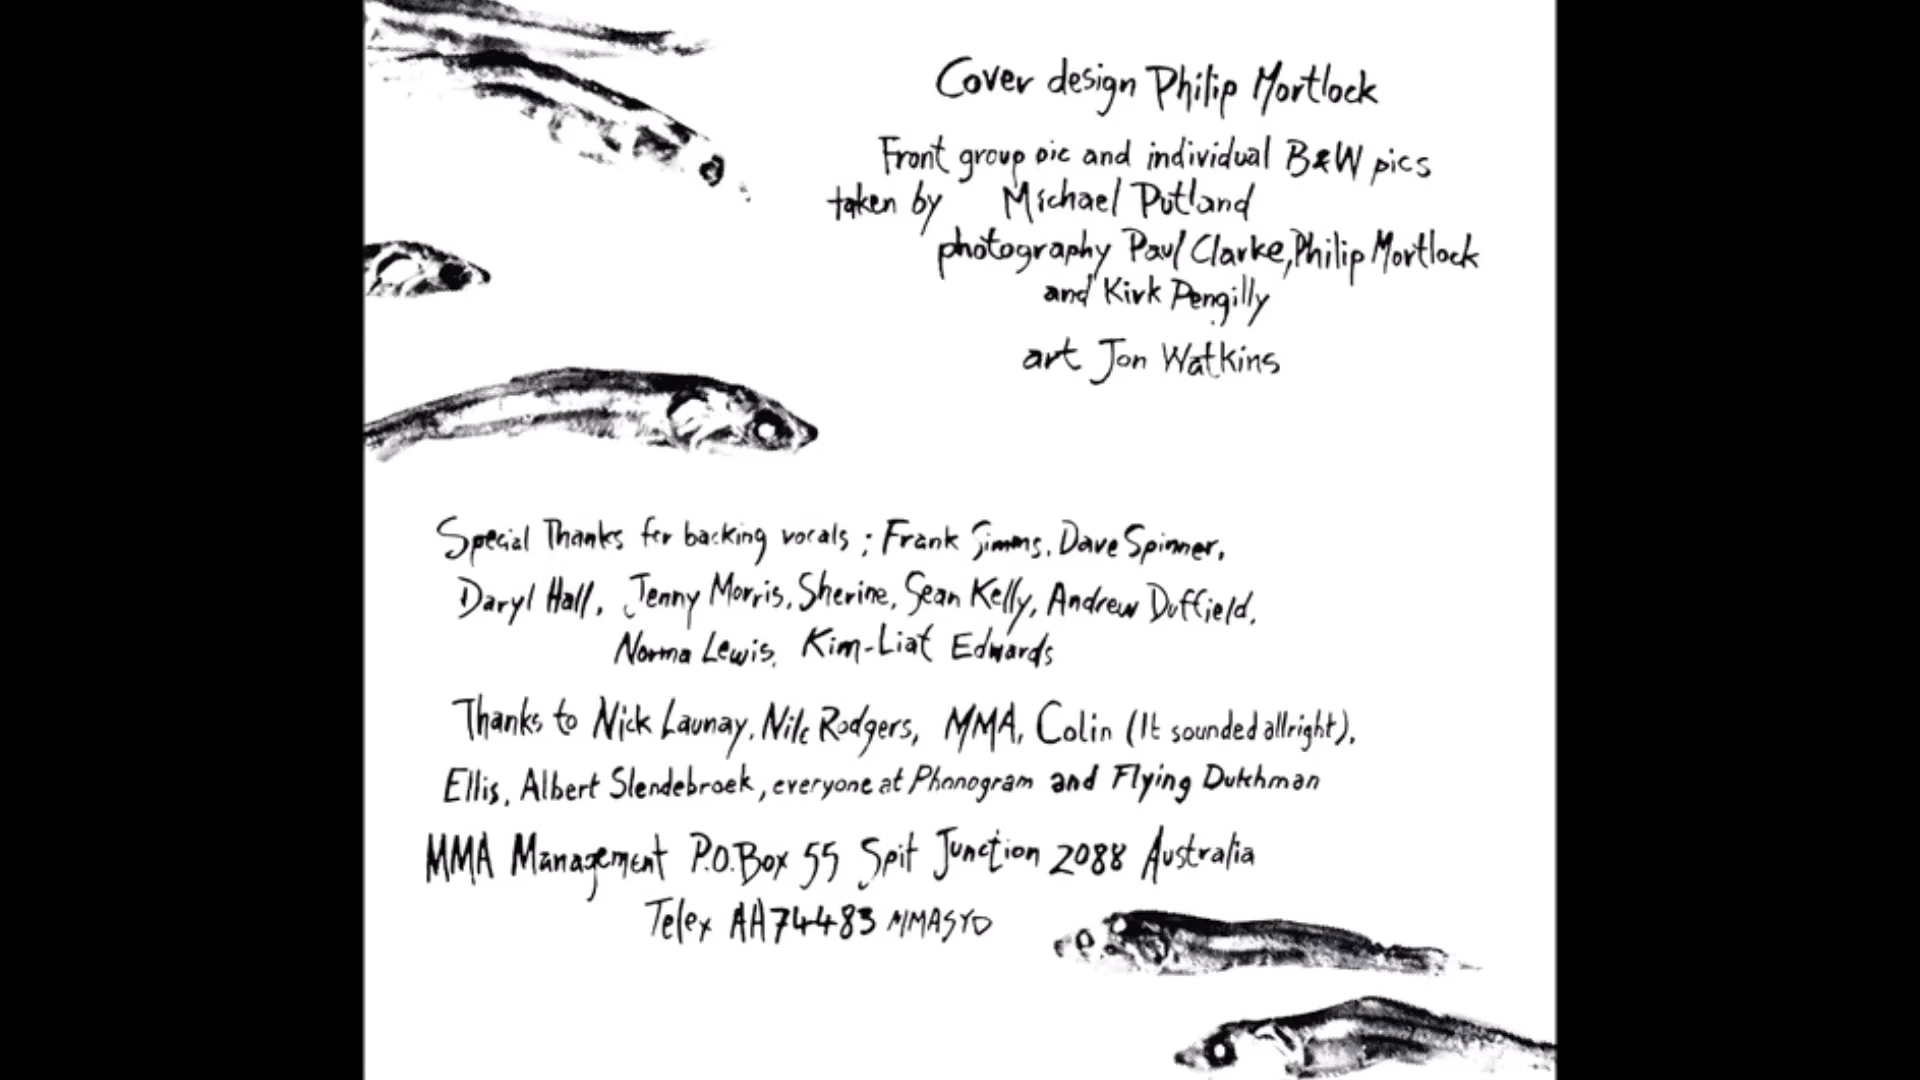 Cover design Philip Mortlock
Front group pic and individual B&W pics
taken by Michael Putland
photography Paul Clarke, Philip Mortlock
and Kirk Pengilly
art Jon Watkins
Special Thanks for backing vocals ; Frank Simms, Dave Spinner,
Daryl Hall, Jenny Morris, Sherine, Sean Kelly, Andrew Duffield,
Norma Lewis, Kim-Liat Edwards
Thanks to Nick Launay, Nile Rodgers, MMA, Colin (It sounded allright),
Ellis, Albert Slendebroek, everyone at Phonogram and Flying Dutchman
MMA Management P.O.Box 55 Spit Junction 2088 Australia
Telex AA74483 MMASYD